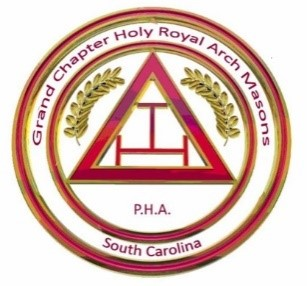 Grand Chapter Holy Royal Arch Masons
P.H.A.
South Carolina